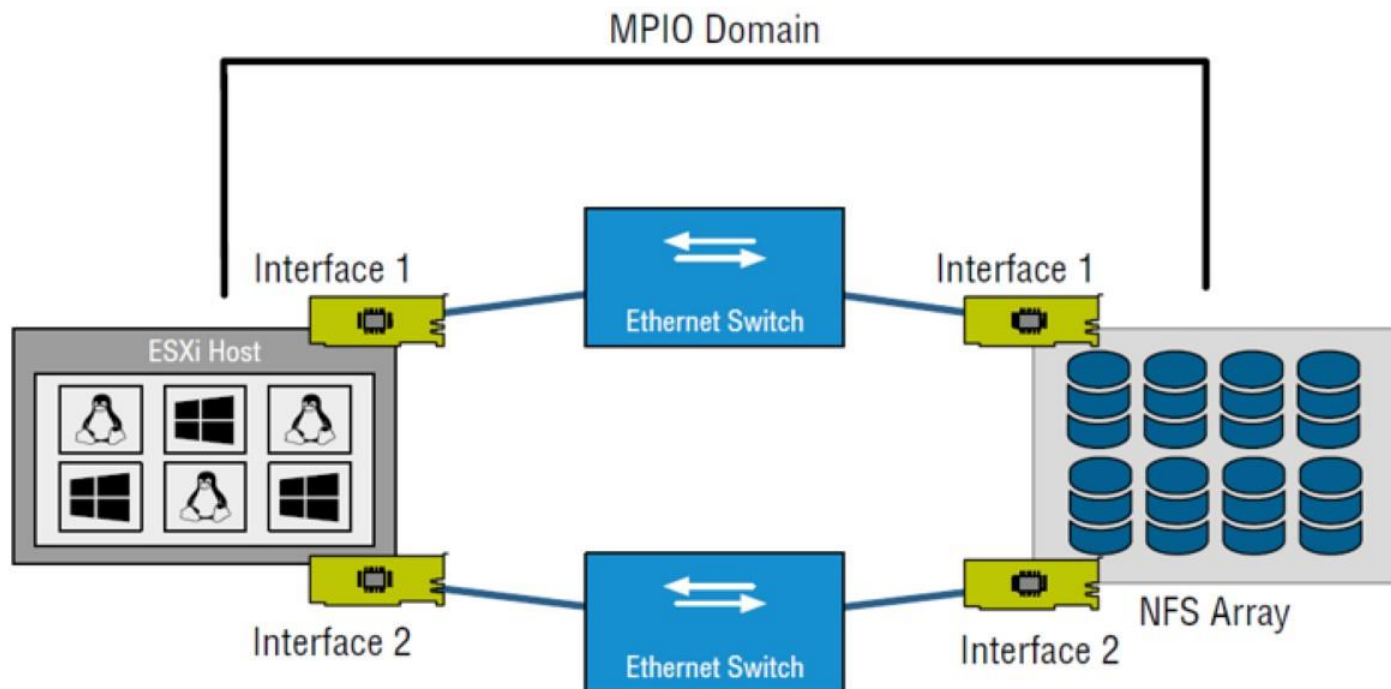 MPIO Domain
Interface 1
Interface 1
Ethernet Switch
ESXi Host
Interface 2
Ethernet Switch
Interface 2
NFS Array